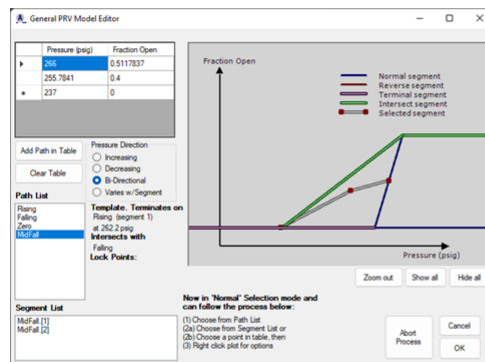 General PRV Model Editor
Pressure (psig) Fraction Open
266 0.5117837
255.7841 0.4
237 0
Add Path in Table
Clear Table
Pressure Direction
Increasing
Decreasing
Bi-Directional
Varies w/Segment
Path List
Rising
Falling
Zero
MidFall
Template, Terminates on
Rising (segment 1)
at 262.2 psig
Intersects with
Falling
Lock Points:
Segment List
MidFall.[1]
MidFall.[2]
Fraction Open
Normal segment
Reverse segment
Terminal segment
Intersect segment
Selected segment
Pressure (psig)
Zoom out Show all Hide all
Now in 'Normal' Selection mode and
can follow the process below:
(1) Choose from Path List
(2a) Choose from Segment List or
(2b) Choose a point in table, then
(3) Right click plot for options
Abort
Process
Cancel
OK